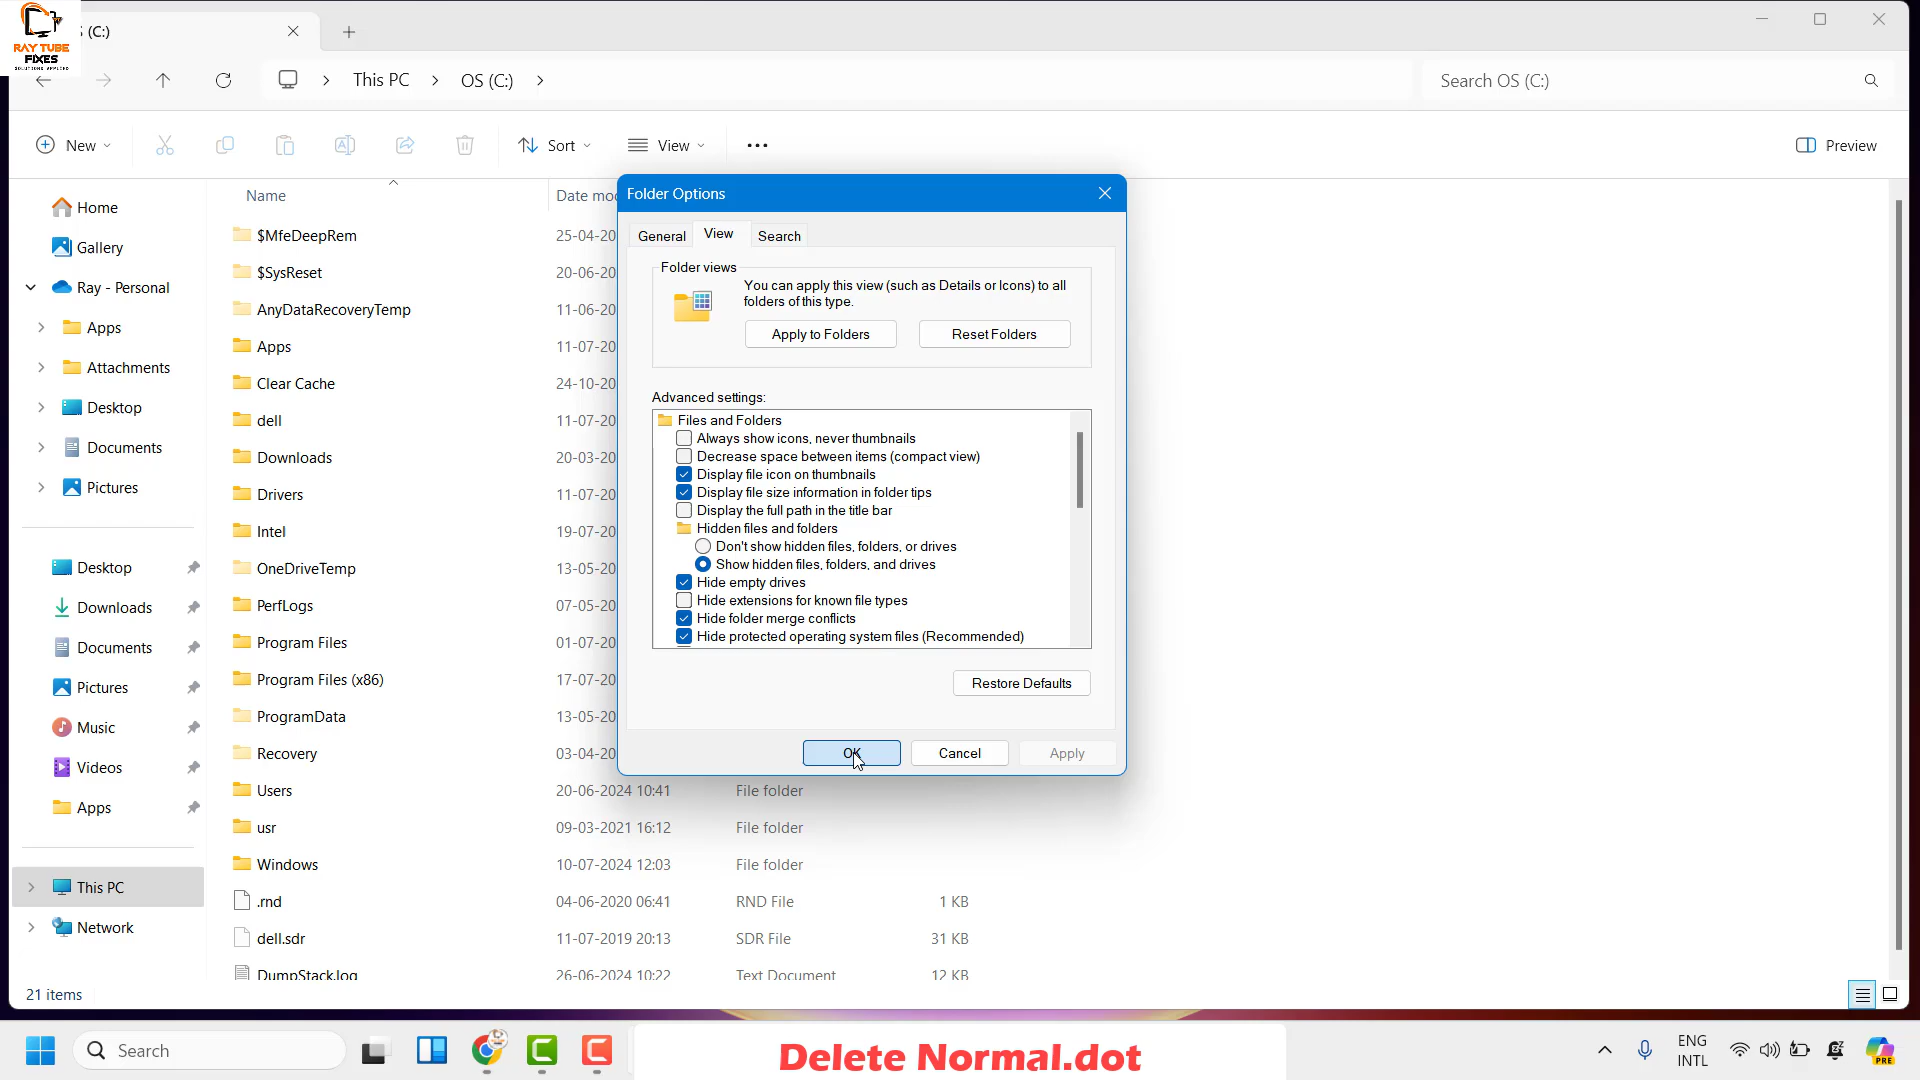 RAY TUBE
FIXES
SOLUTIONS APPLIED
S (C:)
This PC
OS (C:)
Search OS (C:)
New
Sort
View
Preview
Home
Gallery
Ray - Personal
Apps
Attachments
Desktop
Documents
Pictures
Desktop
Downloads
Documents
Pictures
Music
Videos
Apps
This PC
Network
Name Date mo
$MfeDeepRem 25-04-20
$SysReset 20-06-20
AnyDataRecoveryTemp 11-06-20
Apps 11-07-20
Clear Cache 24-10-20
dell 11-07-20
Downloads 20-03-20
Drivers 11-07-20
Intel 19-07-20
OneDriveTemp 13-05-20
PerfLogs 07-05-20
Program Files 01-07-20
Program Files (x86) 17-07-20
ProgramData 13-05-20
Recovery 03-04-20
Users 20-06-2024 10:41 File folder
usr 09-03-2021 16:12 File folder
Windows 10-07-2024 12:03 File folder
.rnd 04-06-2020 06:41 RND File 1 KB
dell.sdr 11-07-2019 20:13 SDR File 31 KB
DumpStack.log 26-06-2024 10:22 Text Document 12 KB
Folder Options
General View Search
Folder views
You can apply this view (such as Details or Icons) to all
folders of this type.
Apply to Folders Reset Folders
Advanced settings:
Files and Folders
Always show icons, never thumbnails
Decrease space between items (compact view)
Display file icon on thumbnails
Display file size information in folder tips
Display the full path in the title bar
Hidden files and folders
Don't show hidden files, folders, or drives
Show hidden files, folders, and drives
Hide empty drives
Hide extensions for known file types
Hide folder merge conflicts
Hide protected operating system files (Recommended)
Restore Defaults
OK Cancel Apply
21 items
Search
Delete Normal.dot
ENG
INTL
PRE